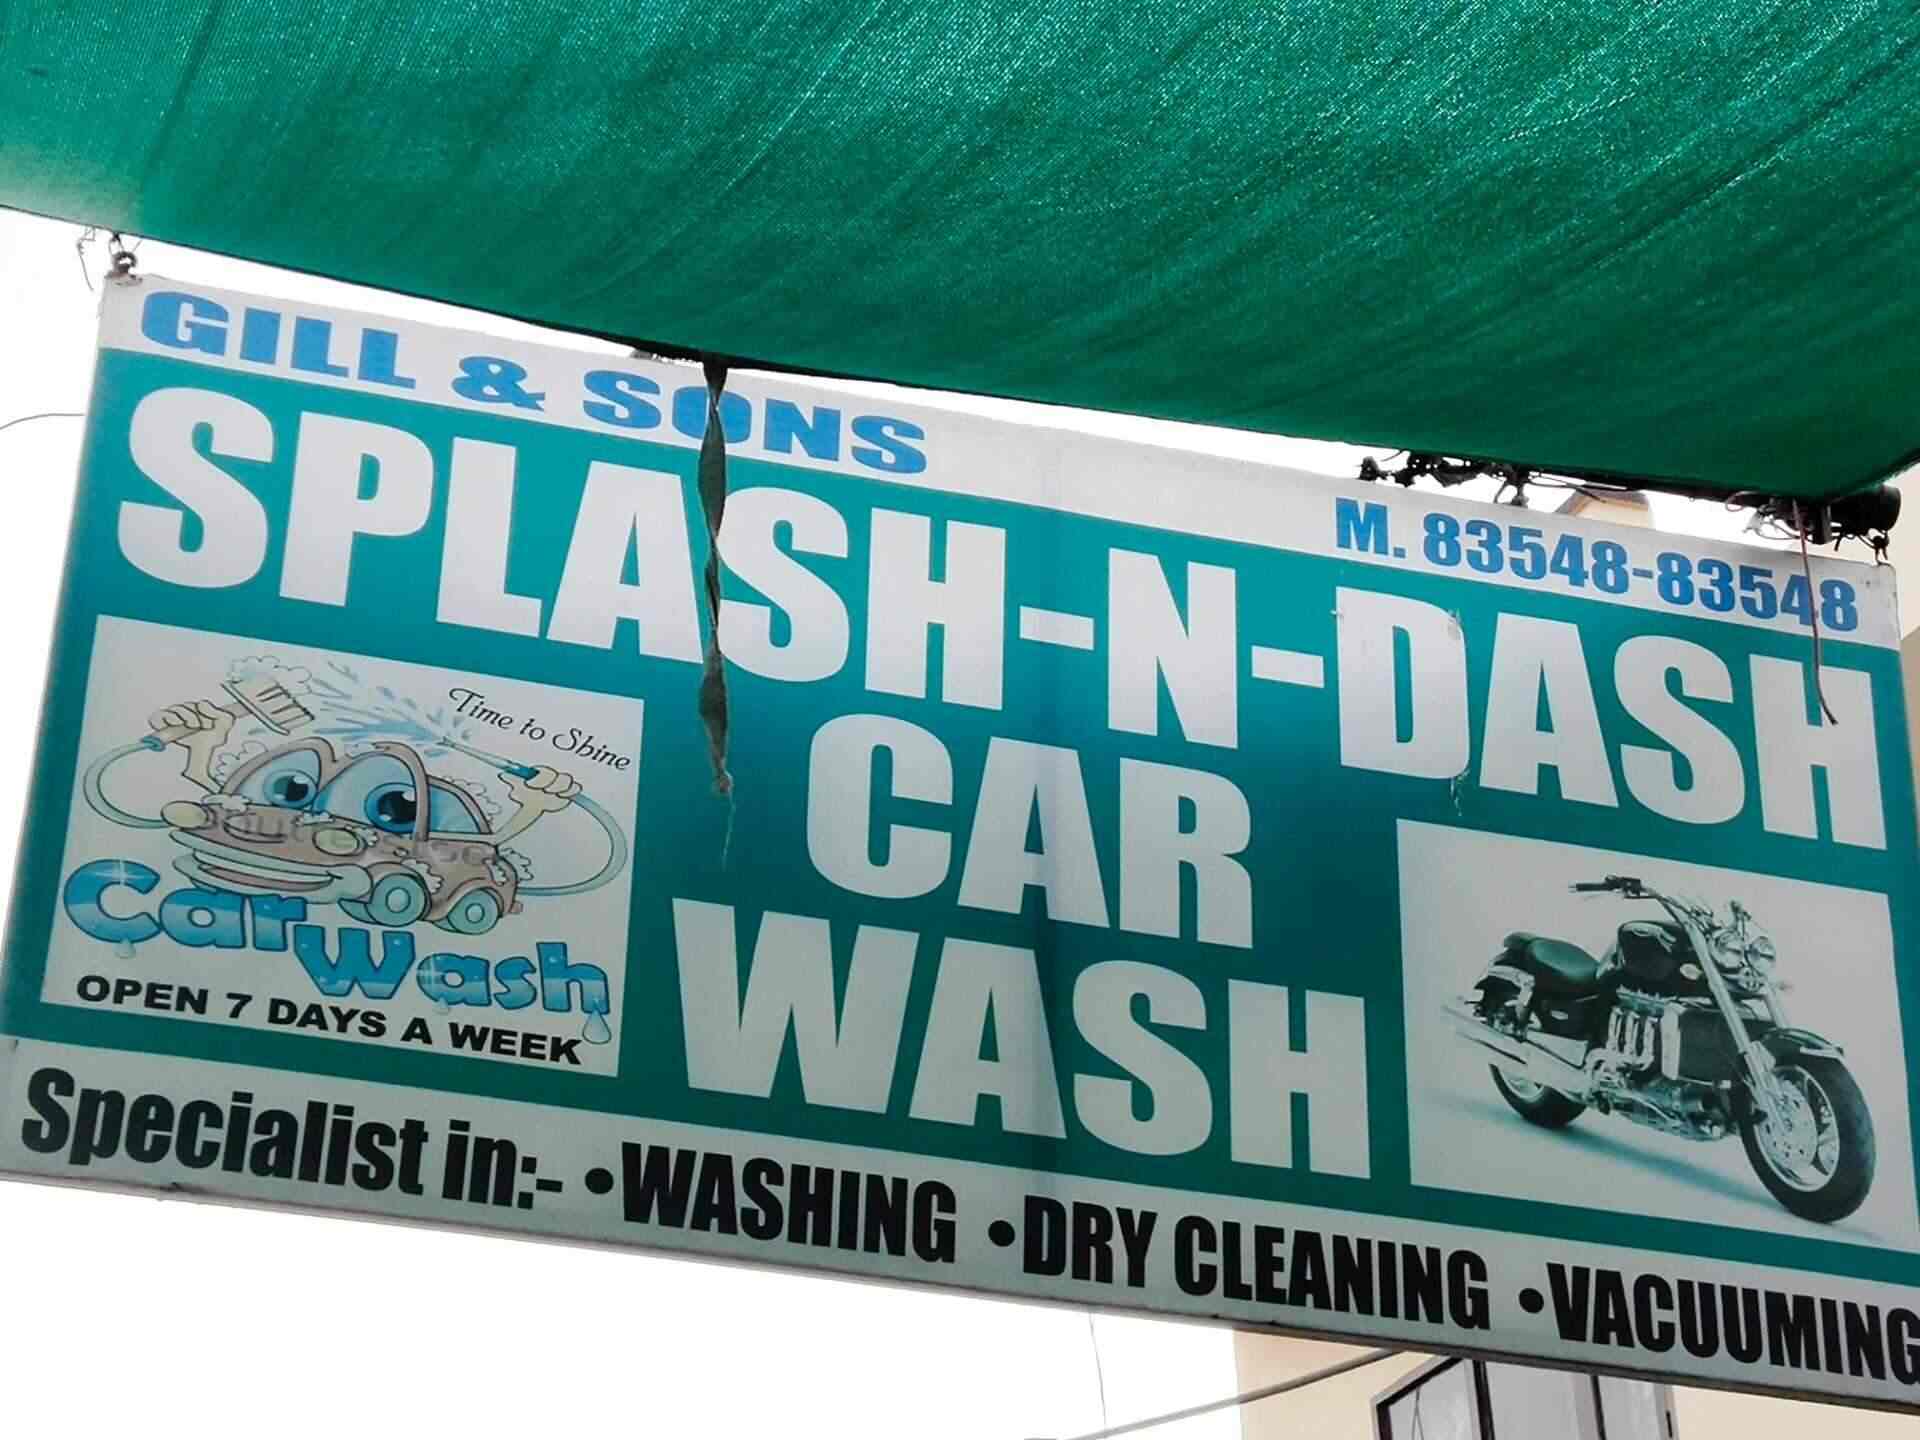 GILL & SONS
M. 83548-83548
SPLASH-N-DASH
CAR
WASH
Time to Shine
Car Wash
OPEN 7 DAYS A WEEK
Specialist in:- •WASHING •DRY CLEANING •VACUUMING